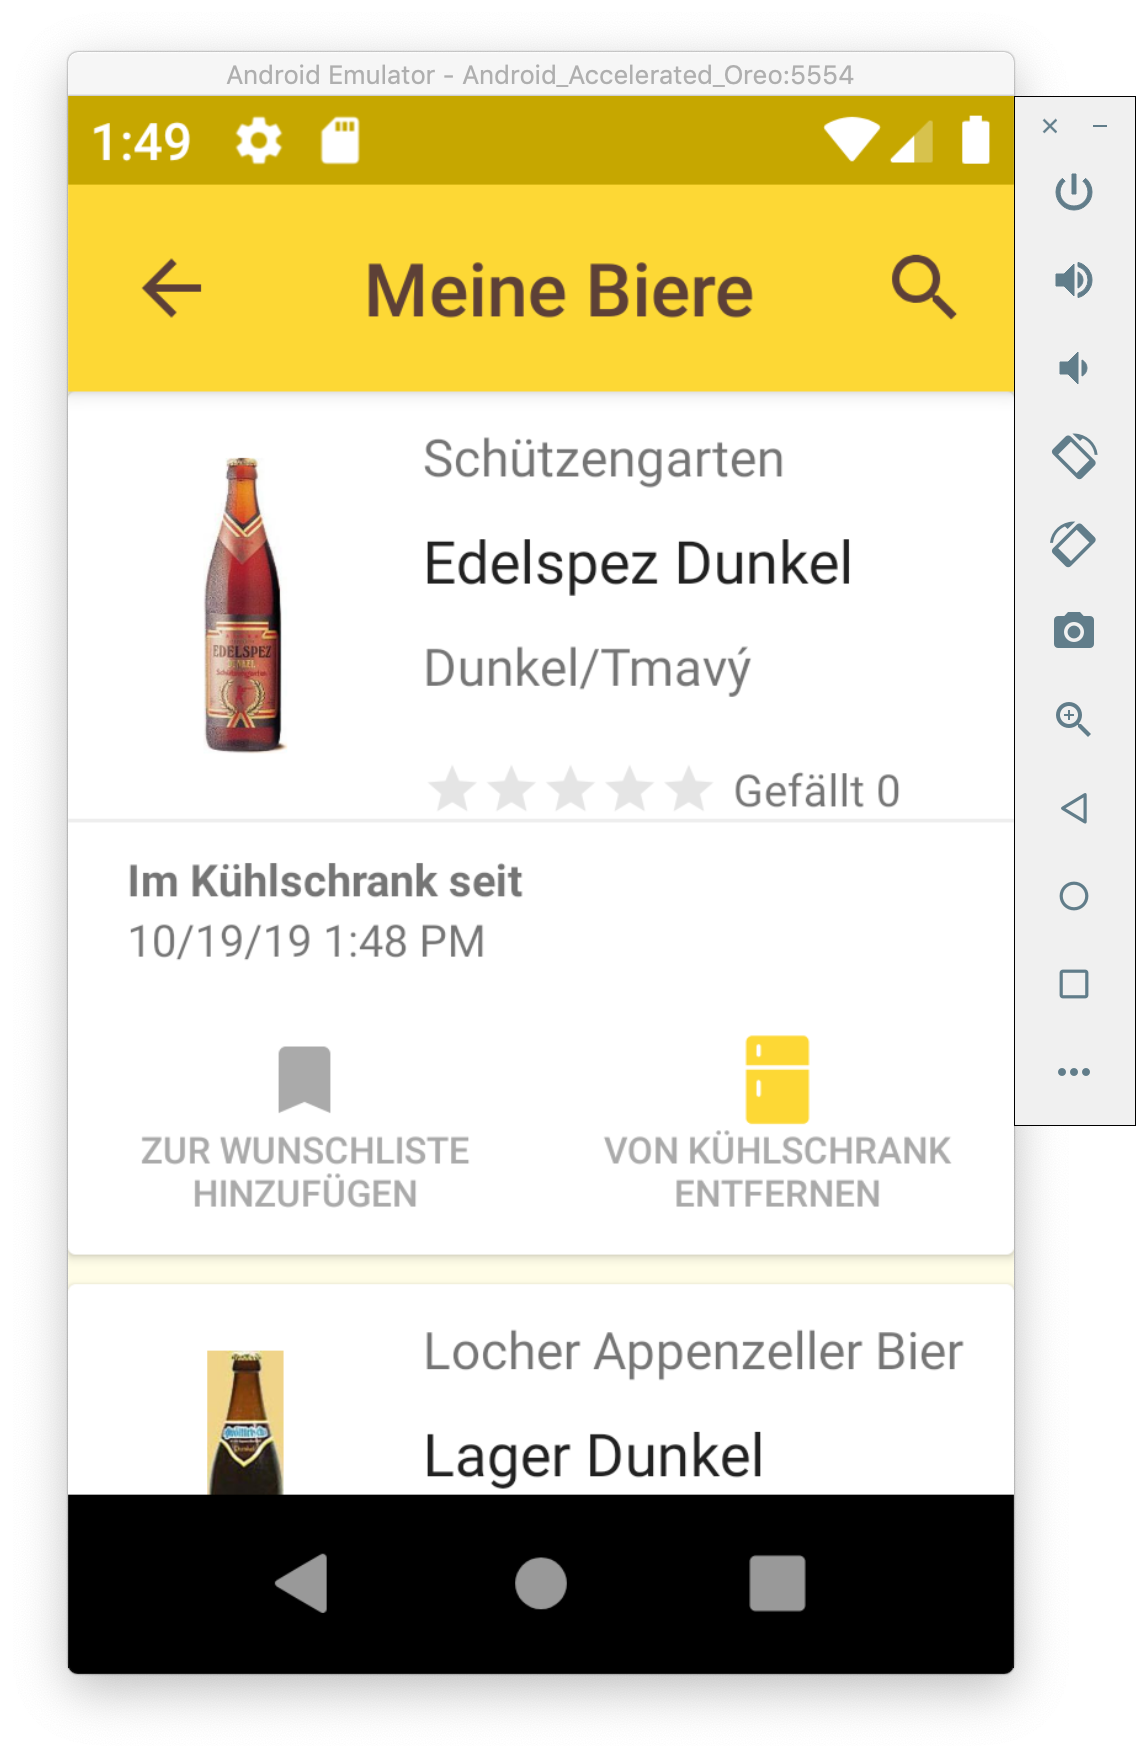 Android Emulator - Android_Accelerated_Oreo:5554
1:49
Meine Biere
Schützengarten
Edelspez Dunkel
Dunkel/Tmavý
EDELSPEZ
DUNKEL
Schützengarten
Gefällt 0
Im Kühlschrank seit
10/19/19 1:48 PM
ZUR WUNSCHLISTE
HINZUFÜGEN
VON KÜHLSCHRANK
ENTFERNEN
Locher Appenzeller Bier
Lager Dunkel